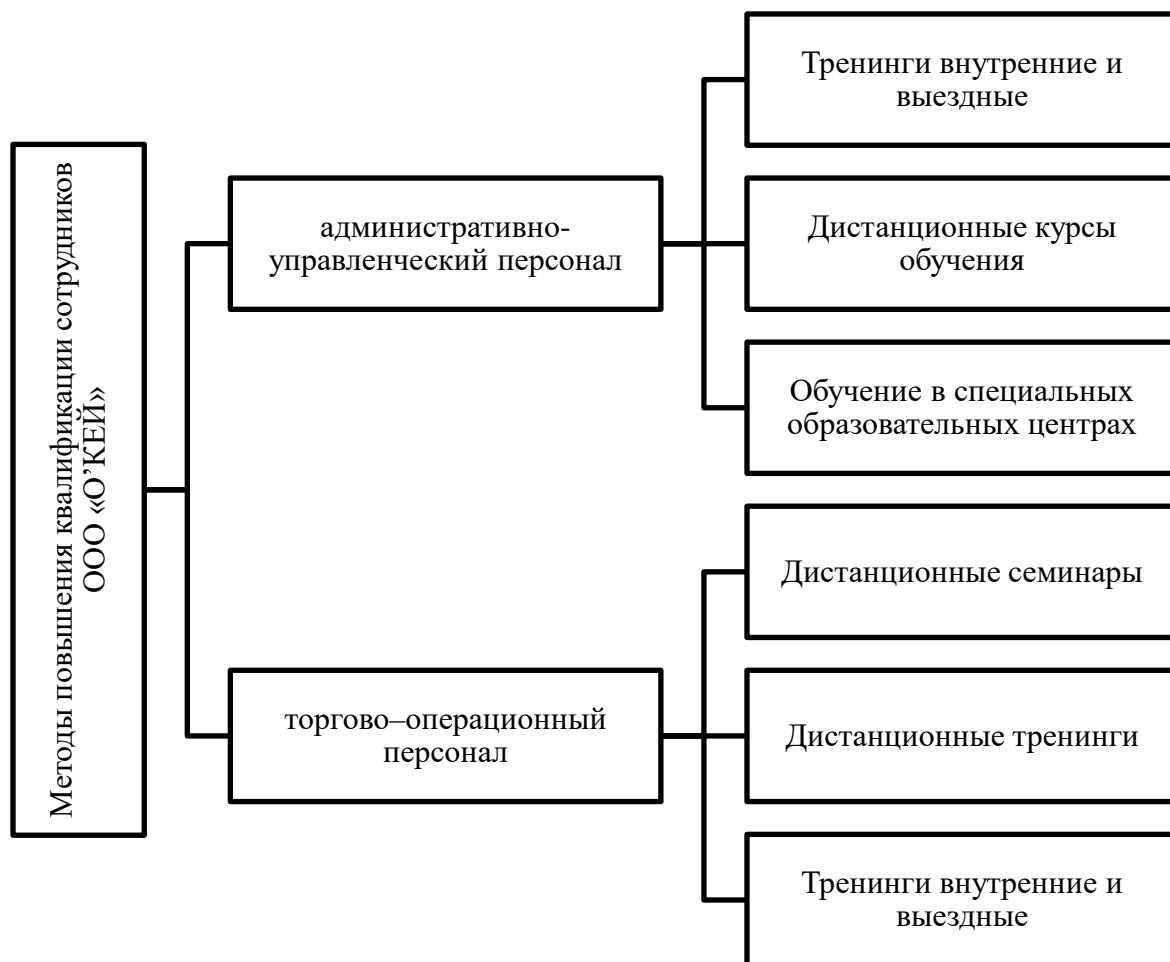 Методы повышения квалификации сотрудников
ООО «О’КЕЙ»
административно-
управленческий персонал
Тренинги внутренние и
выездные
Дистанционные курсы
обучения
Обучение в специальных
образовательных центрах
торгово–операционный
персонал
Дистанционные семинары
Дистанционные тренинги
Тренинги внутренние и
выездные